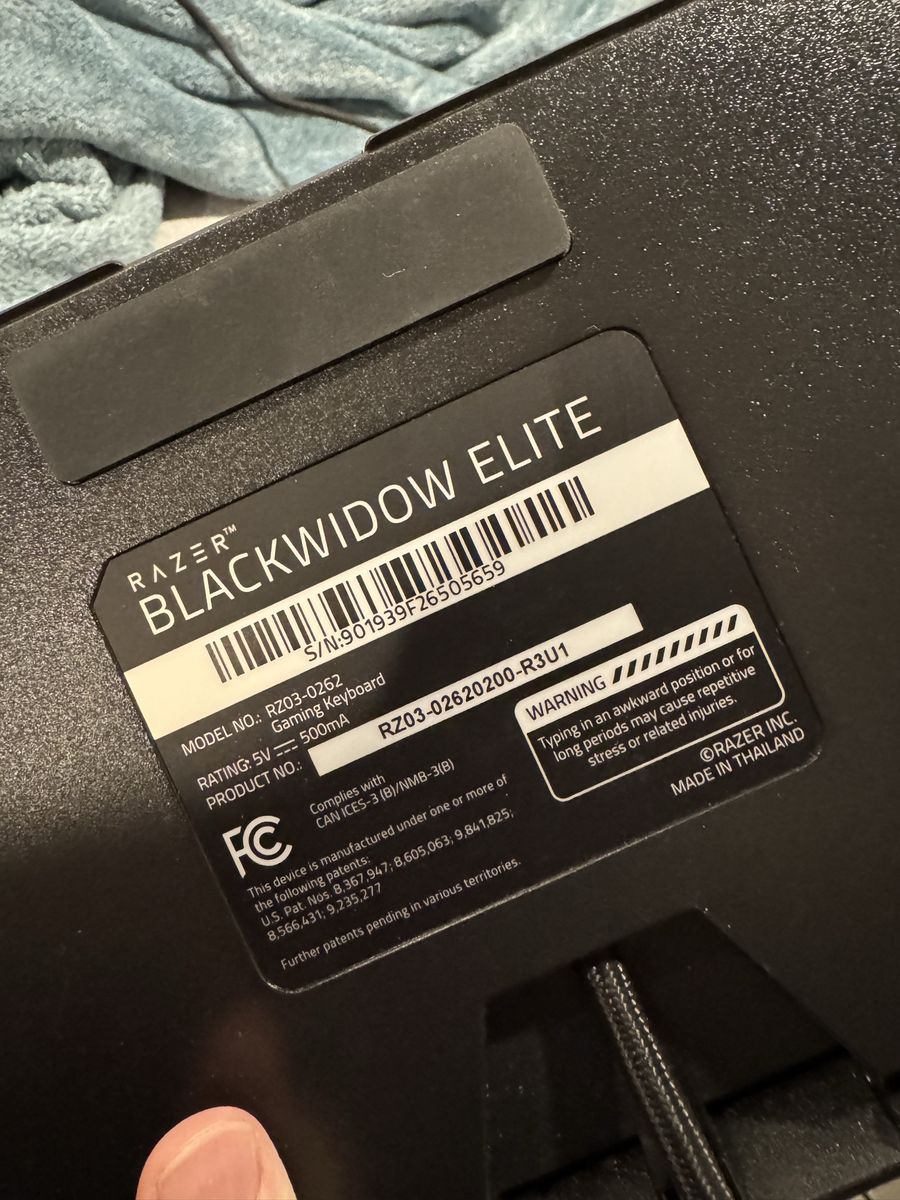 RAZER™
BLACKWIDOW ELITE
S/N:901939F26505659
MODEL NO.: RZ03-0262
Gaming Keyboard
RATING: 5V ⎓ 500mA
PRODUCT NO.: RZ03-02620200-R3U1
WARNING
Typing in an awkward position or for
long periods may cause repetitive
stress or related injuries.
©RAZER INC.
MADE IN THAILAND
FC
Complies with
CAN ICES-3 (B)/NMB-3(B)
This device is manufactured under one or more of
the following patents:
U.S. Pat. Nos. 8,367,947; 8,605,063; 9,841,825;
8,566,431; 9,235,277
Further patents pending in various territories.